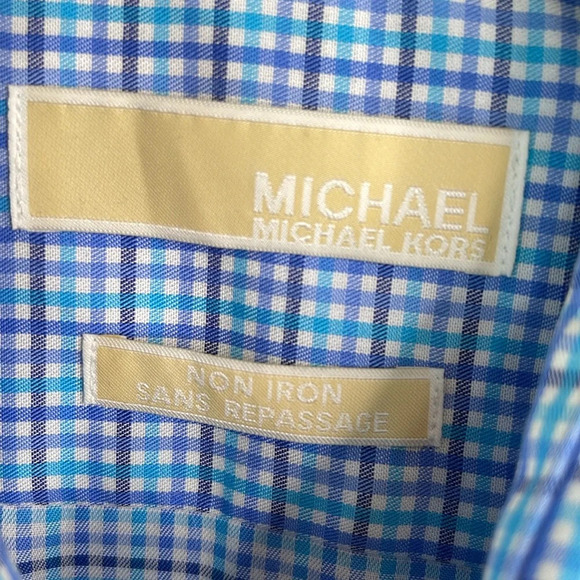 MICHAEL
MICHAEL KORS
NON IRON
SANS REPASSAGE